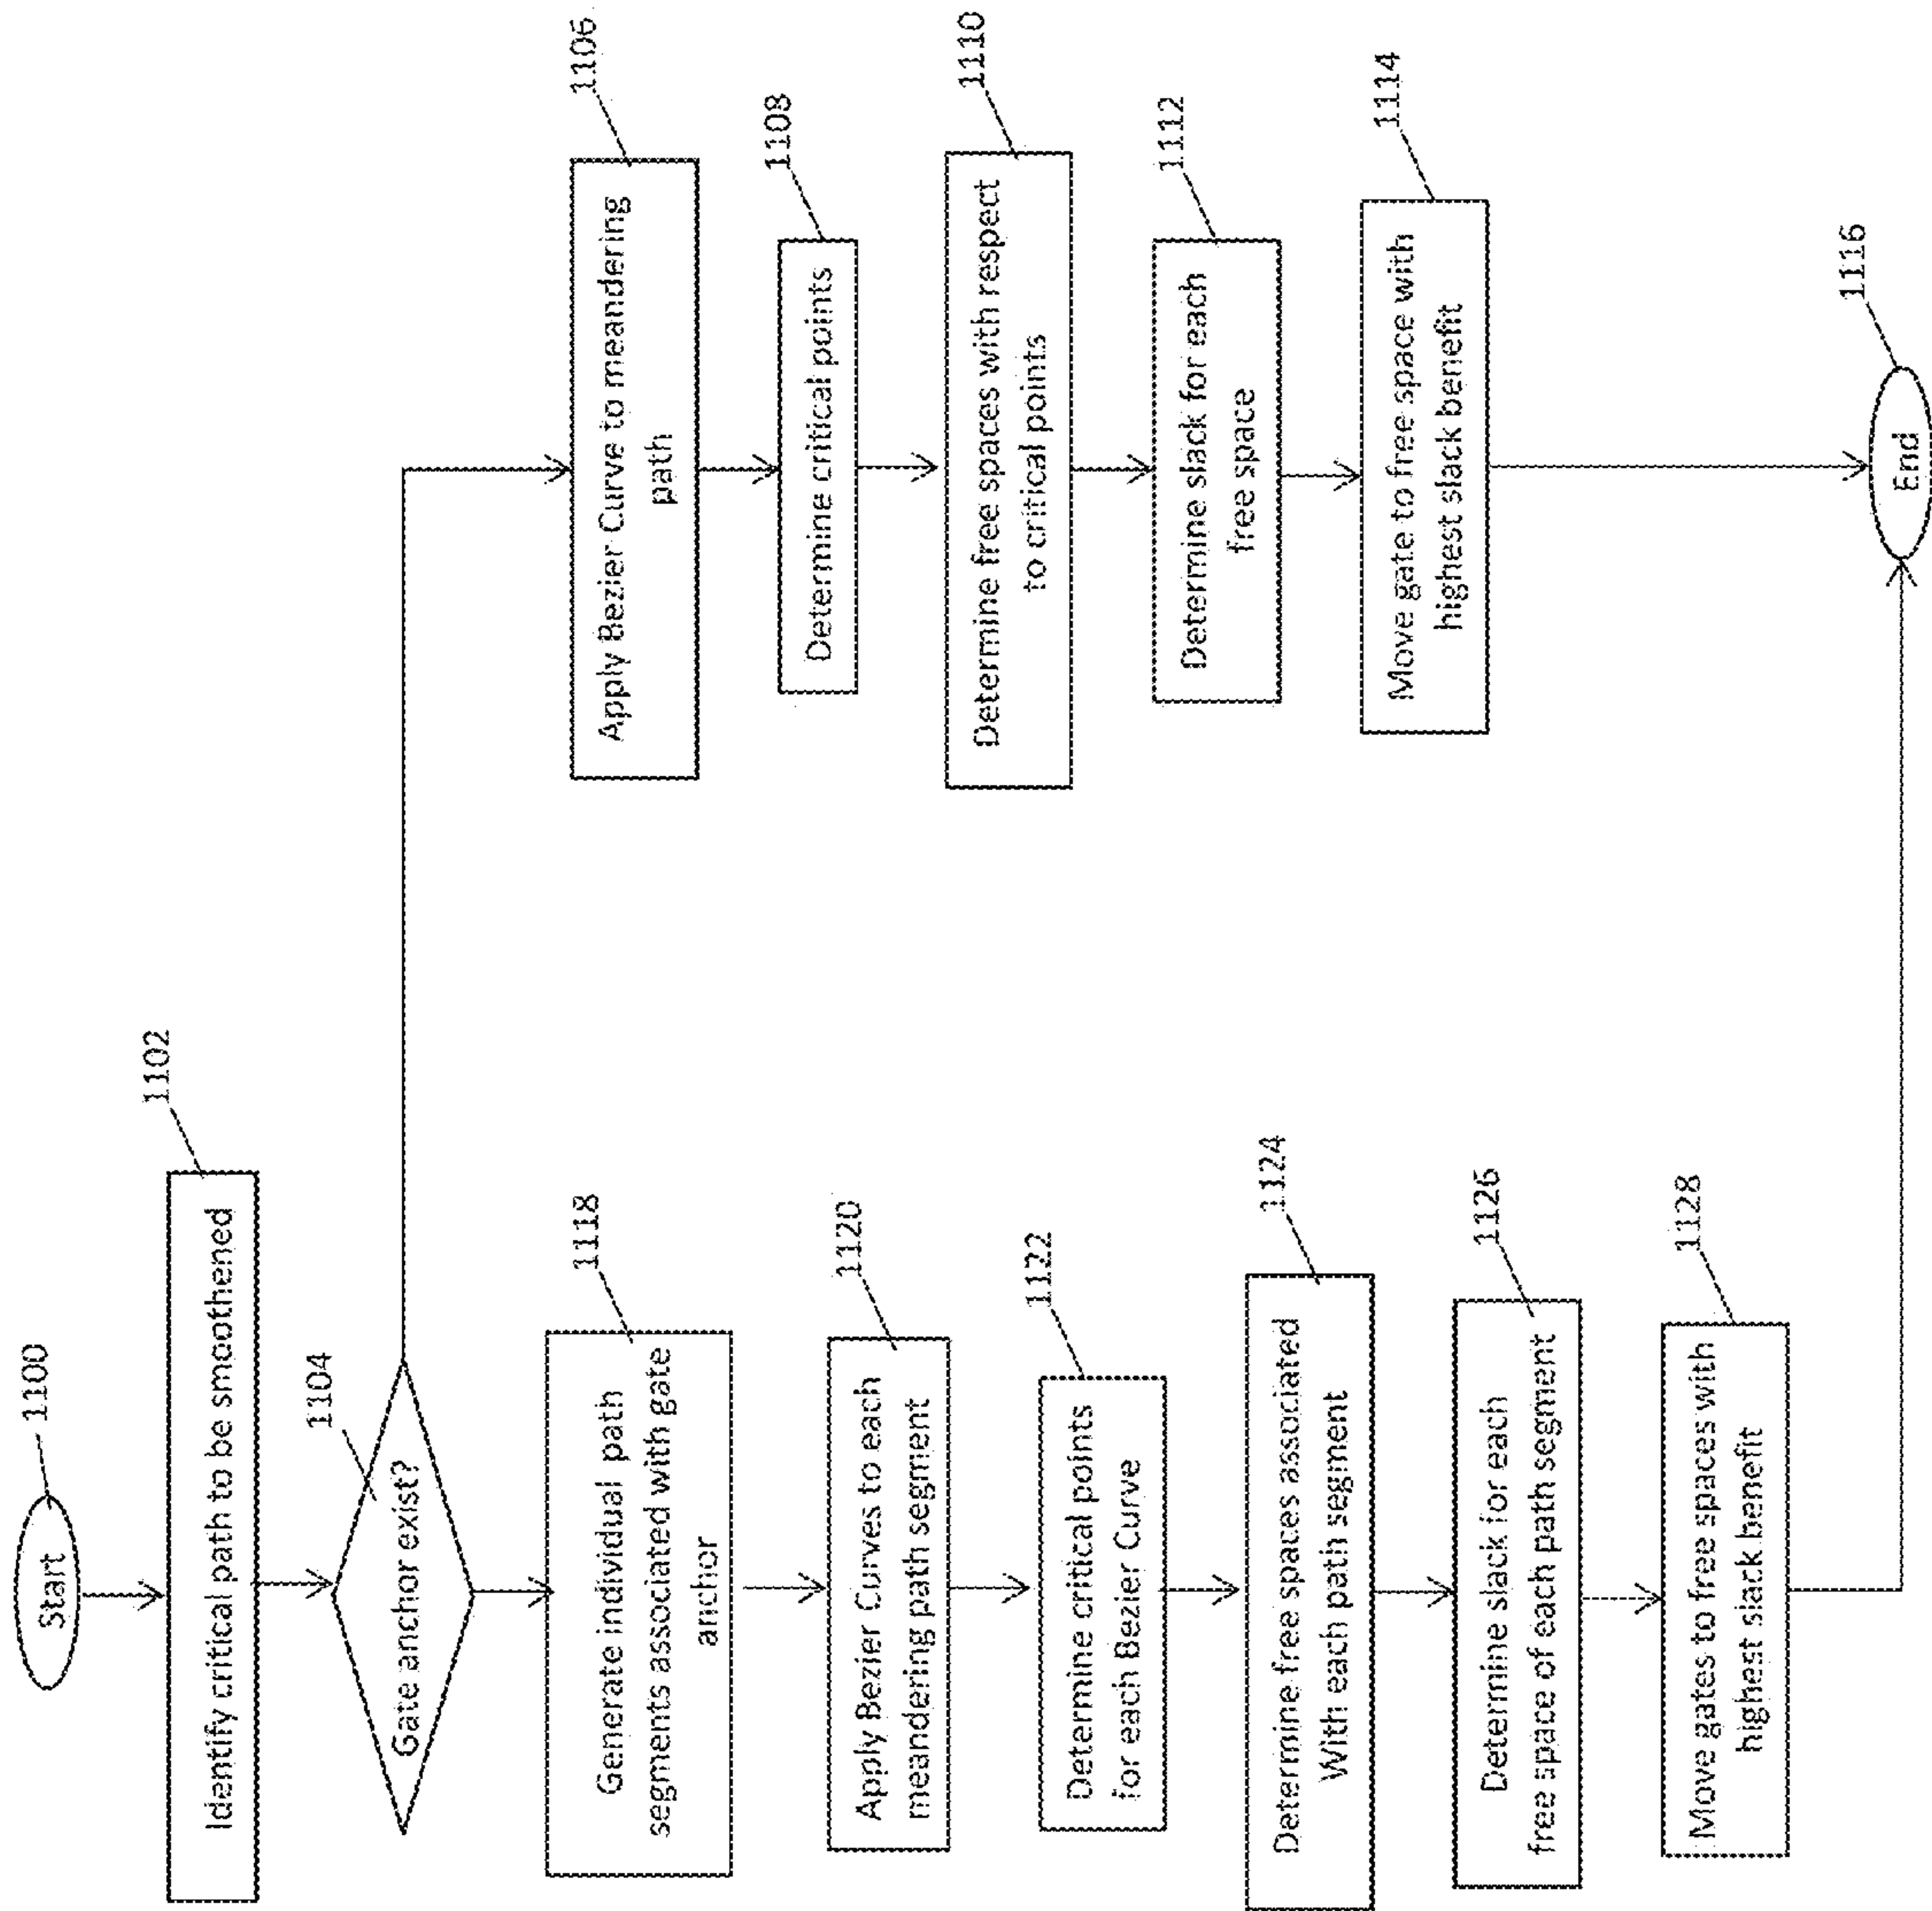 Start
1100
Identify critical path to be smoothened
1102
Gate anchor exist?
1104
Generate individual path
segments associated with gate
anchor
1118
Apply Bezier Curves to each
meandering path segment
1120
Determine critical points
for each Bezier Curve
1122
Determine free spaces associated
With each path segment
1124
Determine slack for each
free space of each path segment
1126
Move gates to free spaces with
highest slack benefit
1128
Apply Bezier Curve to meandering
path
1106
Determine critical points
1108
Determine free spaces with respect
to critical points
1110
Determine slack for each
free space
1112
Move gate to free space with
highest slack benefit
1114
End
1116